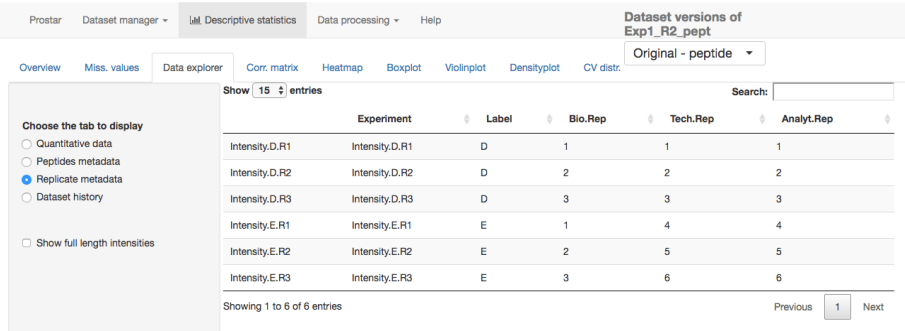 Prostar Dataset manager Descriptive statistics Data processing Help
Dataset versions of
Exp1_R2_pept
Original - peptide
Overview Miss. values Data explorer Corr. matrix Heatmap Boxplot Violinplot Densityplot CV distr.
Choose the tab to display
Quantitative data
Peptides metadata
Replicate metadata
Dataset history
Show full length intensities
Show 15 entries Search:
Experiment Label Bio.Rep Tech.Rep Analyt.Rep
Intensity.D.R1 Intensity.D.R1 D 1 1 1
Intensity.D.R2 Intensity.D.R2 D 2 2 2
Intensity.D.R3 Intensity.D.R3 D 3 3 3
Intensity.E.R1 Intensity.E.R1 E 1 4 4
Intensity.E.R2 Intensity.E.R2 E 2 5 5
Intensity.E.R3 Intensity.E.R3 E 3 6 6
Showing 1 to 6 of 6 entries Previous 1 Next